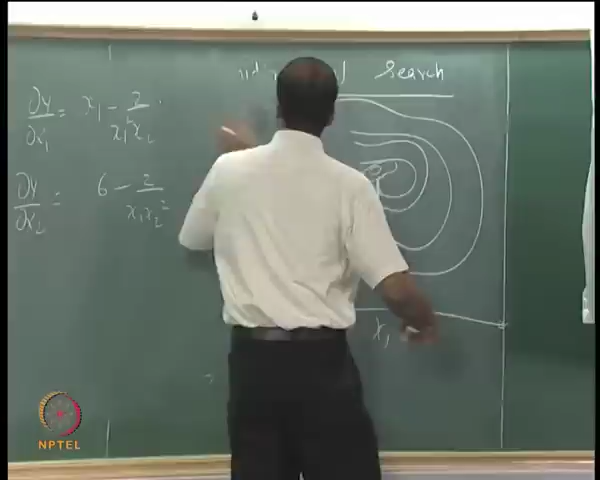 Search
∂y/∂x₁ = x₁ − 2/(x₁²x₂)
∂y/∂x₂ = 6 − 2/(x₁x₂²)
x₁
NPTEL